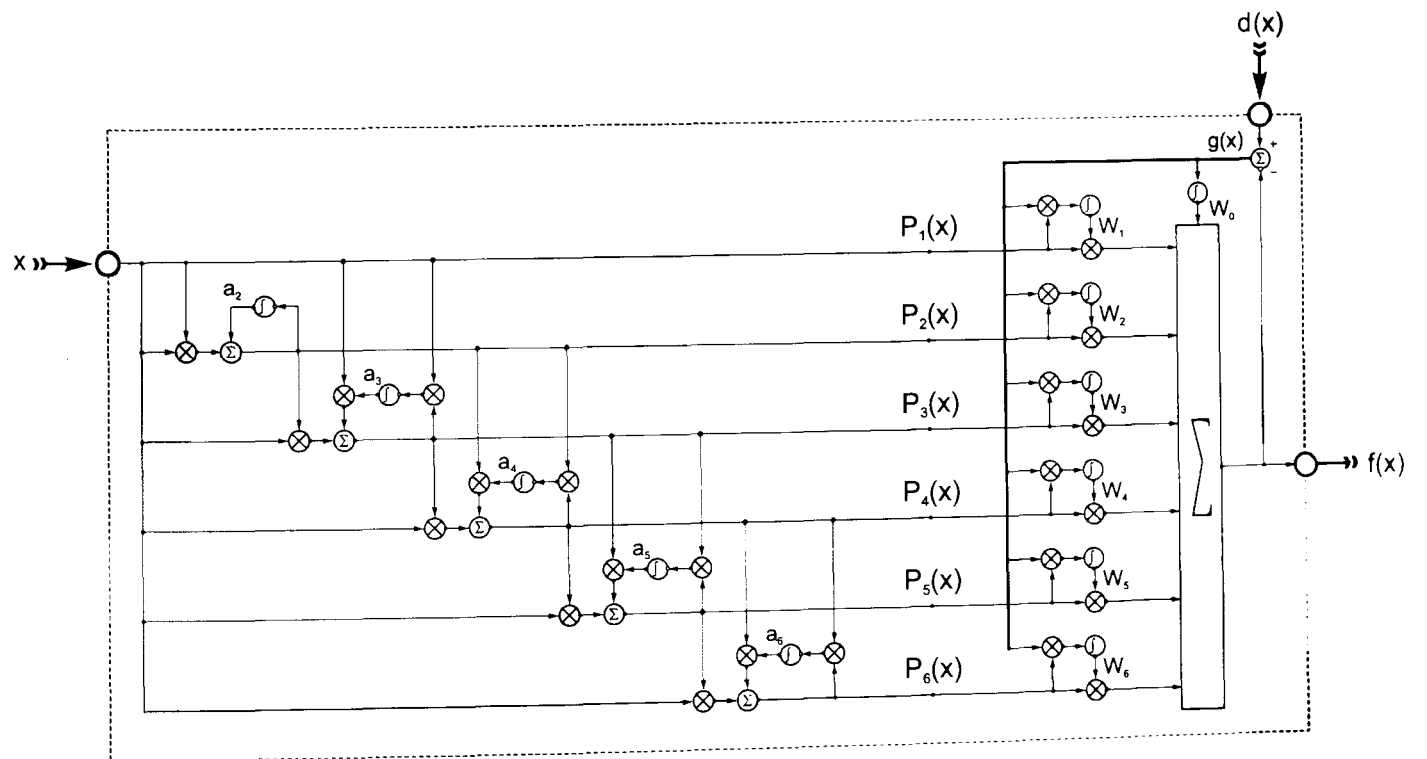 d(x)
g(x)
+
Σ
−
∫
W₀
P₁(x)
⊗
∫
W₁
⊗
x
a₂
∫
P₂(x)
⊗
∫
W₂
⊗
⊗
Σ
a₃
⊗
∫
⊗
P₃(x)
⊗
∫
W₃
⊗
⊗
Σ
Σ
f(x)
a₄
⊗
∫
⊗
P₄(x)
⊗
∫
W₄
⊗
⊗
Σ
a₅
⊗
∫
⊗
P₅(x)
⊗
∫
W₅
⊗
⊗
Σ
a₆
⊗
∫
⊗
P₆(x)
⊗
∫
W₆
⊗
⊗
Σ